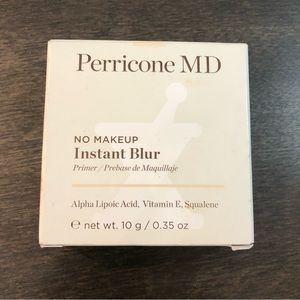 Perricone MD
NO MAKEUP
Instant Blur
Primer / Prebase de Maquillaje
Alpha Lipoic Acid, Vitamin E, Squalene
℮ net wt. 10 g / 0.35 oz